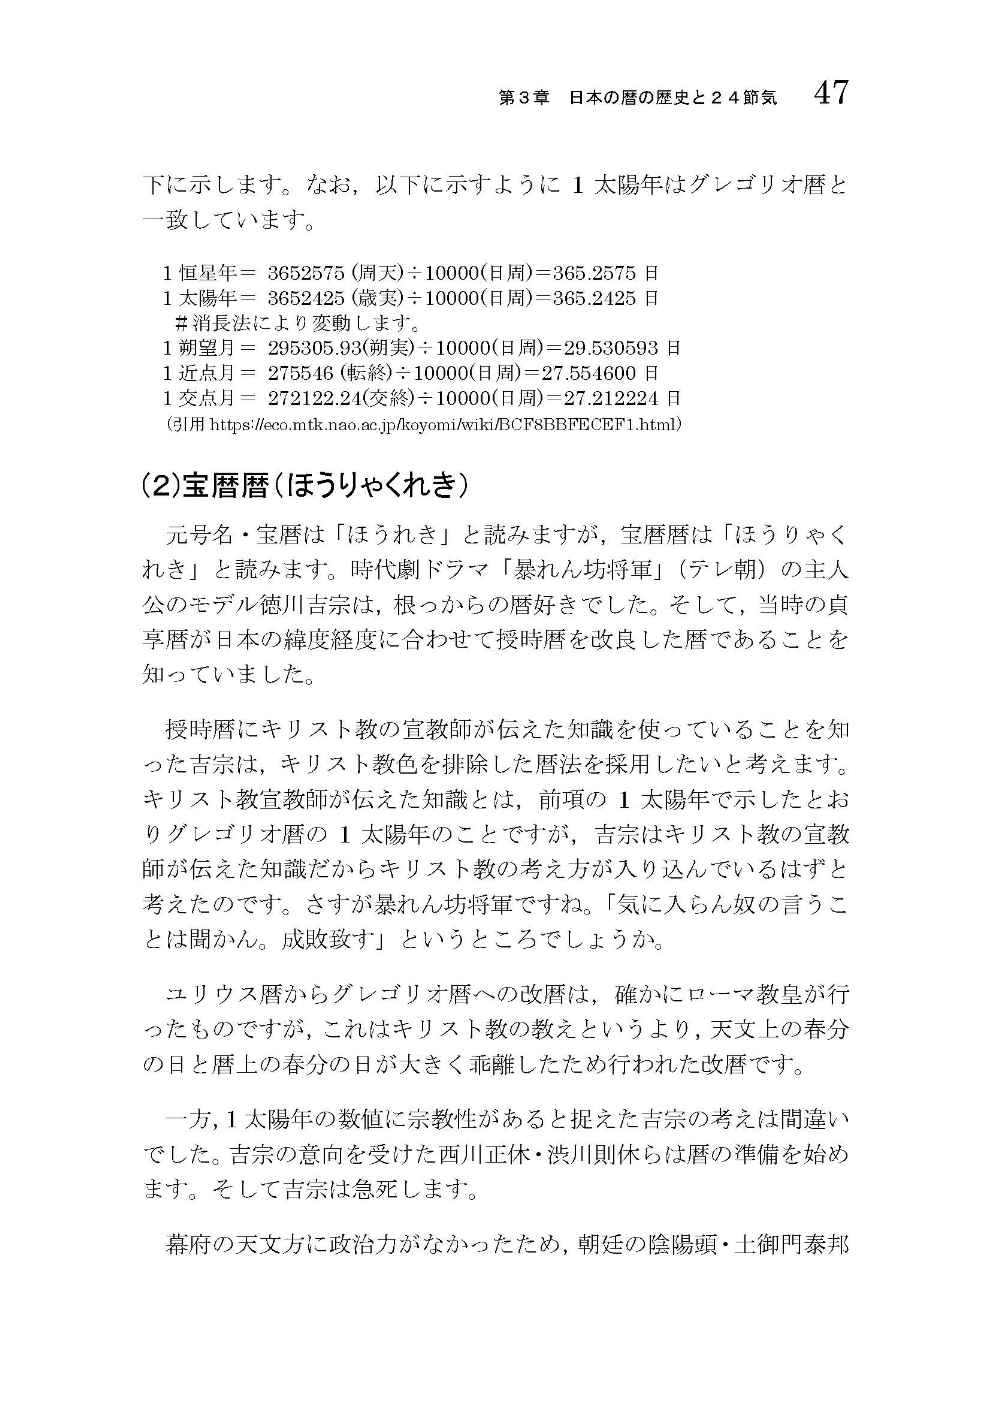 第３章　日本の暦の歴史と２４節気　47
下に示します。なお，以下に示すように 1 太陽年はグレゴリオ暦と
一致しています。
1 恒星年＝ 3652575 (周天)÷10000(日周)＝365.2575 日
1 太陽年＝ 3652425 (歳実)÷10000(日周)＝365.2425 日
＃消長法により変動します。
1 朔望月＝ 295305.93(朔実)÷10000(日周)＝29.530593 日
1 近点月＝ 275546 (転終)÷10000(日周)＝27.554600 日
1 交点月＝ 272122.24(交終)÷10000(日周)＝27.212224 日
（引用 https://eco.mtk.nao.ac.jp/koyomi/wiki/BCF8BBFECEF1.html）
(2)宝暦暦（ほうりゃくれき）
元号名・宝暦は「ほうれき」と読みますが，宝暦暦は「ほうりゃく
れき」と読みます。時代劇ドラマ「暴れん坊将軍」（テレ朝）の主人
公のモデル徳川吉宗は，根っからの暦好きでした。そして，当時の貞
享暦が日本の緯度経度に合わせて授時暦を改良した暦であることを
知っていました。
授時暦にキリスト教の宣教師が伝えた知識を使っていることを知
った吉宗は，キリスト教色を排除した暦法を採用したいと考えます。
キリスト教宣教師が伝えた知識とは，前項の 1 太陽年で示したとお
りグレゴリオ暦の 1 太陽年のことですが，吉宗はキリスト教の宣教
師が伝えた知識だからキリスト教の考え方が入り込んでいるはずと
考えたのです。さすが暴れん坊将軍ですね。「気に入らん奴の言うこ
とは聞かん。成敗致す」というところでしょうか。
ユリウス暦からグレゴリオ暦への改暦は，確かにローマ教皇が行
ったものですが，これはキリスト教の教えというより，天文上の春分
の日と暦上の春分の日が大きく乖離したため行われた改暦です。
一方，1 太陽年の数値に宗教性があると捉えた吉宗の考えは間違い
でした。吉宗の意向を受けた西川正休・渋川則休らは暦の準備を始め
ます。そして吉宗は急死します。
幕府の天文方に政治力がなかったため，朝廷の陰陽頭・土御門泰邦